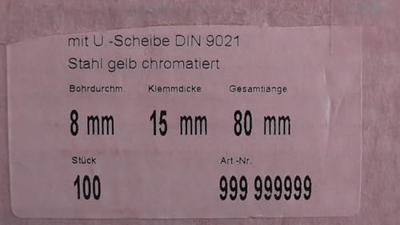 mit U.-Scheibe DIN 9021
Stahl gelb chromatiert
Bohrdurchm. Klemmdicke Gesamtlänge
8 mm 15 mm 80 mm
Stück Art.-Nr.
100 999 999999